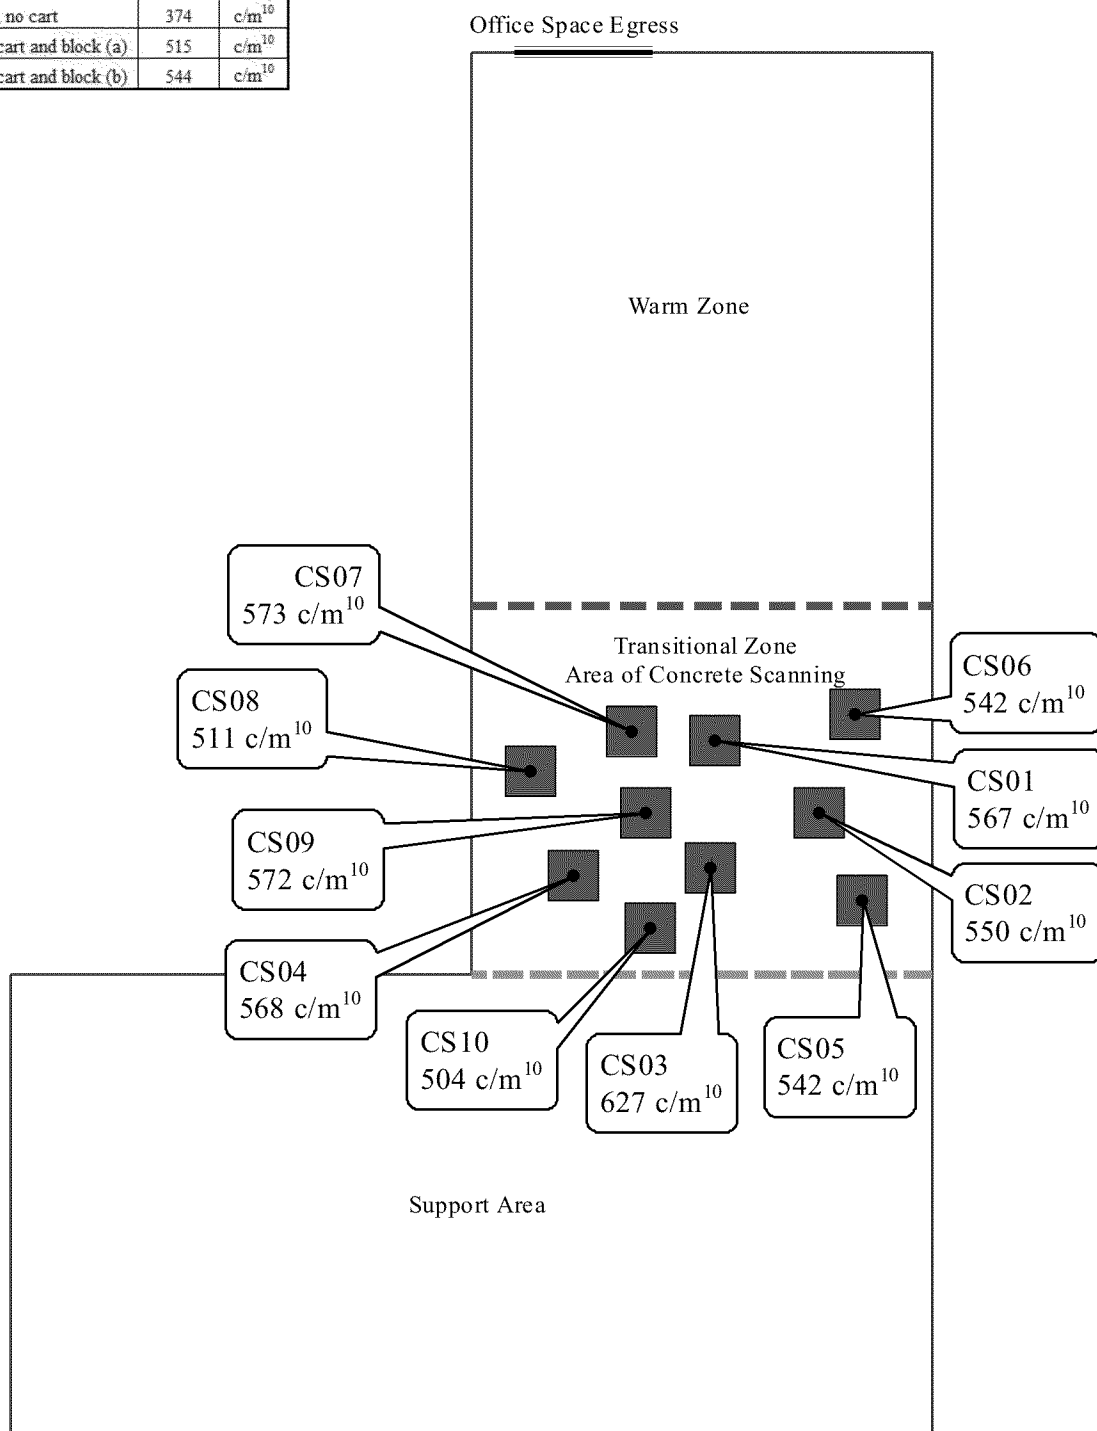 no cart 374 c/m10
cart and block (a) 515 c/m10
cart and block (b) 544 c/m10
Office Space Egress
Warm Zone
CS07
573 c/m10
Transitional Zone
Area of Concrete Scanning
CS06
542 c/m10
CS08
511 c/m10
CS01
567 c/m10
CS09
572 c/m10
CS02
550 c/m10
CS04
568 c/m10
CS10
504 c/m10
CS03
627 c/m10
CS05
542 c/m10
Support Area